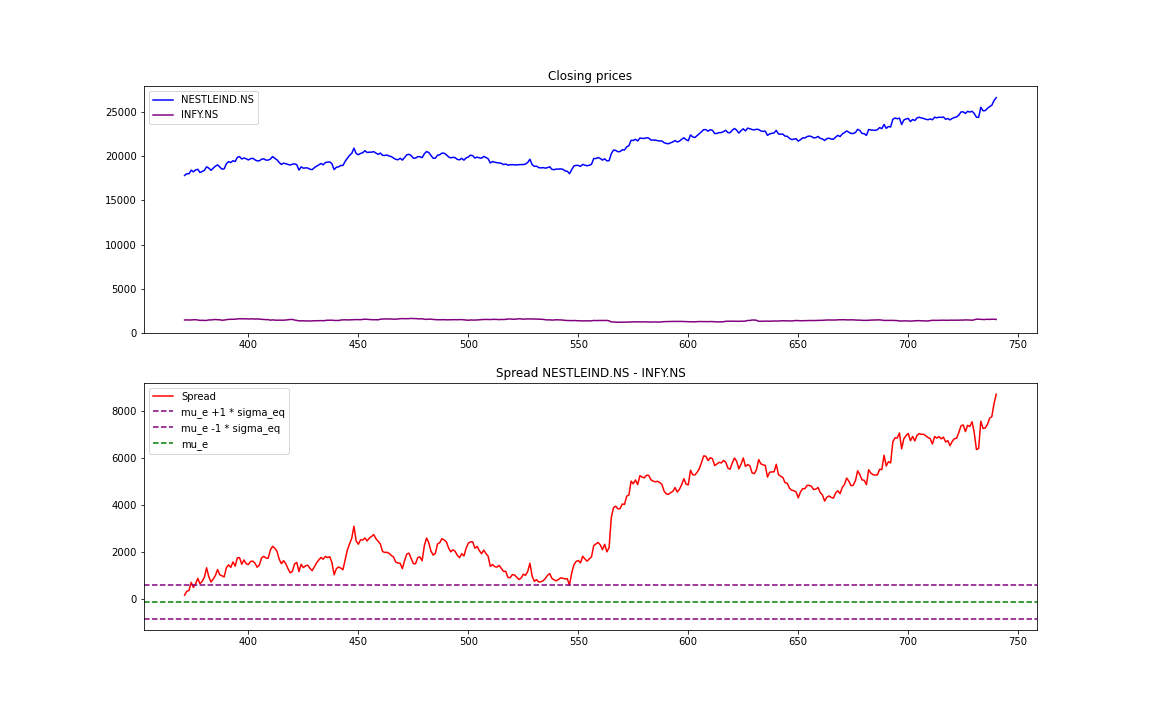 Closing prices
NESTLEIND.NS
INFY.NS
25000
20000
15000
10000
5000
0
400 450 500 550 600 650 700 750
Spread NESTLEIND.NS - INFY.NS
Spread
mu_e +1 * sigma_eq
mu_e -1 * sigma_eq
mu_e
8000
6000
4000
2000
0
400 450 500 550 600 650 700 750